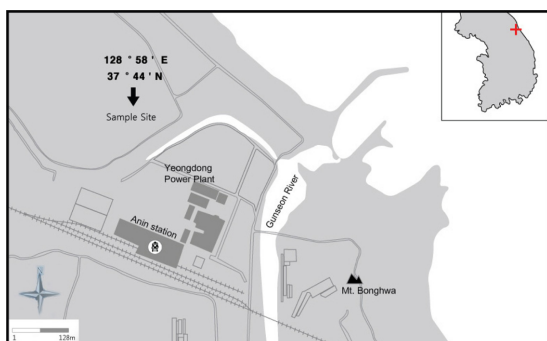 128 ° 58 ' E
37 ° 44 ' N
Sample Site
Yeongdong
Power Plant
Anin station
Gunseon River
Mt. Bonghwa
1 128m